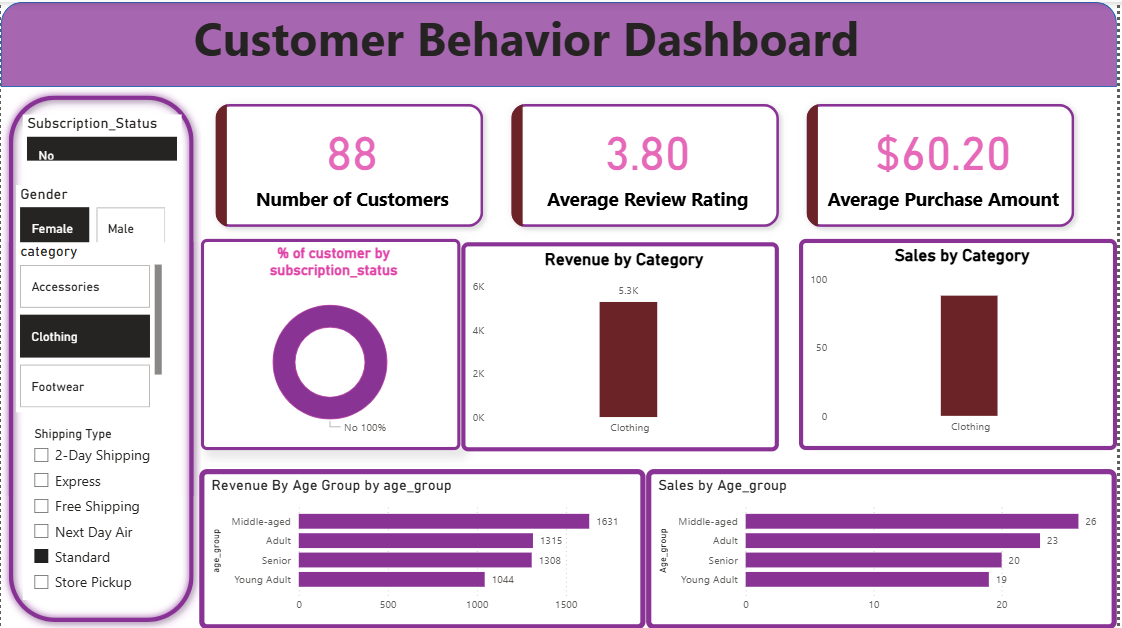 Customer Behavior Dashboard
Subscription_Status
No
Gender
Female
Male
category
Accessories
Clothing
Footwear
Shipping Type
2-Day Shipping
Express
Free Shipping
Next Day Air
Standard
Store Pickup
88
Number of Customers
3.80
Average Review Rating
$60.20
Average Purchase Amount
% of customer by
subscription_status
No 100%
Revenue by Category
6K
4K
2K
0K
5.3K
Clothing
Sales by Category
100
50
0
Clothing
Revenue By Age Group by age_group
age_group
Middle-aged 1631
Adult 1315
Senior 1308
Young Adult 1044
0 500 1000 1500
Sales by Age_group
Age_group
Middle-aged 26
Adult 23
Senior 20
Young Adult 19
0 10 20